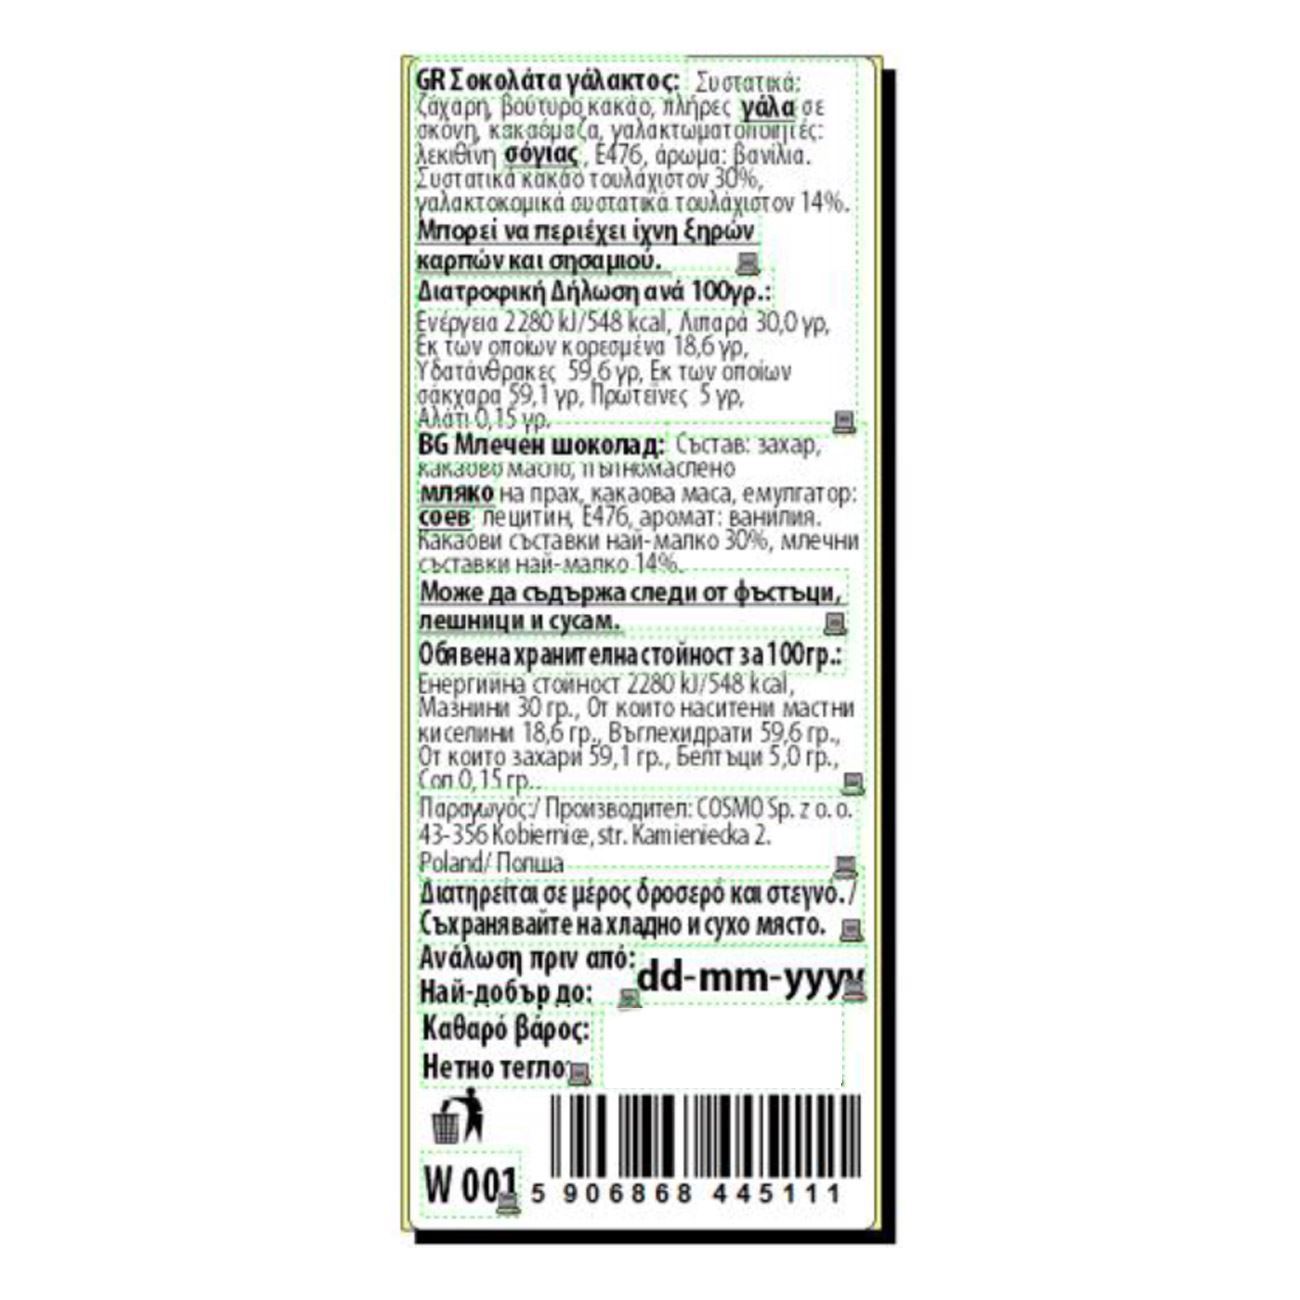 GR Σοκολάτα γάλακτος: Συστατικά:
ζάχαρη, βούτυρο κακάο, πλήρες γάλα σε
σκόνη, κακαόμαζα, γαλακτωματοποιητές:
λεκιθίνη σόγιας, E476, άρωμα: βανίλια.
Συστατικά κακάο τουλάχιστον 30%,
γαλακτοκομικά συστατικά τουλάχιστον 14%.
Μπορεί να περιέχει ίχνη ξηρών
καρπών και σησαμιού.
Διατροφική Δήλωση ανά 100γρ.:
Ενέργεια 2280 kJ/548 kcal, Λιπαρά 30,0 γρ,
Εκ των οποίων κορεσμένα 18,6 γρ,
Υδατάνθρακες 59,6 γρ, Εκ των οποίων
σάκχαρα 59,1 γρ, Πρωτεΐνες 5 γρ,
Αλάτι 0,15 γρ.
BG Млечен шоколад: Състав: захар,
какаово масло, пълномаслено
мляко на прах, какаова маса, емулгатор:
соев лецитин, E476, аромат: ванилия.
Какаови съставки най-малко 30%, млечни
съставки най-малко 14%.
Може да съдържа следи от фъстъци,
лешници и сусам.
Обявена хранителна стойност за 100гр.:
Енергийна стойност 2280 kJ/548 kcal,
Мазнини 30 гр., От които наситени мастни
киселини 18,6 гр., Въглехидрати 59,6 гр.,
От които захари 59,1 гр., Белтъци 5,0 гр.,
Сол 0,15 гр..
Παραγωγός:/ Производител: COSMO Sp. z o. o.
43-356 Kobiernice, str. Kamieniecka 2.
Poland/ Полша
Διατηρείται σε μέρος δροσερό και στεγνό. /
Съхранявайте на хладно и сухо място.
Ανάλωση πριν από:
Най-добър до:
dd-mm-yyyy
Καθαρό βάρος:
Нетно тегло:
W 001
5 906868 445111